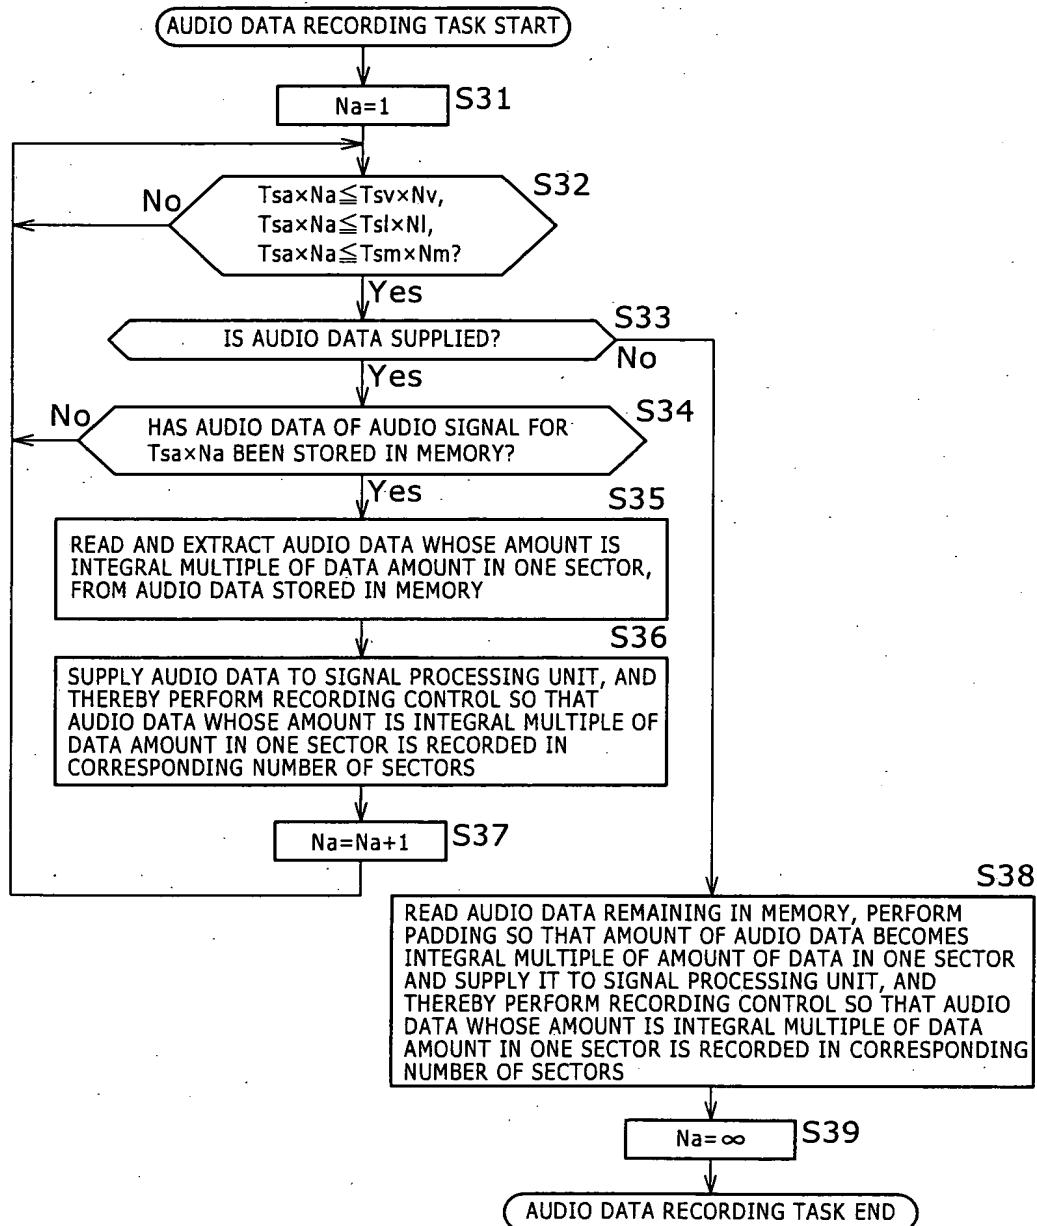 AUDIO DATA RECORDING TASK START
Na=1
S31
S32
No
Tsa×Na≦Tsv×Nv,
Tsa×Na≦Tsl×Nl,
Tsa×Na≦Tsm×Nm?
Yes
S33
IS AUDIO DATA SUPPLIED?
No
Yes
S34
No
HAS AUDIO DATA OF AUDIO SIGNAL FOR
Tsa×Na BEEN STORED IN MEMORY?
Yes
S35
READ AND EXTRACT AUDIO DATA WHOSE AMOUNT IS
INTEGRAL MULTIPLE OF DATA AMOUNT IN ONE SECTOR,
FROM AUDIO DATA STORED IN MEMORY
S36
SUPPLY AUDIO DATA TO SIGNAL PROCESSING UNIT, AND
THEREBY PERFORM RECORDING CONTROL SO THAT
AUDIO DATA WHOSE AMOUNT IS INTEGRAL MULTIPLE OF
DATA AMOUNT IN ONE SECTOR IS RECORDED IN
CORRESPONDING NUMBER OF SECTORS
Na=Na+1
S37
S38
READ AUDIO DATA REMAINING IN MEMORY, PERFORM
PADDING SO THAT AMOUNT OF AUDIO DATA BECOMES
INTEGRAL MULTIPLE OF AMOUNT OF DATA IN ONE SECTOR
AND SUPPLY IT TO SIGNAL PROCESSING UNIT, AND
THEREBY PERFORM RECORDING CONTROL SO THAT AUDIO
DATA WHOSE AMOUNT IS INTEGRAL MULTIPLE OF DATA
AMOUNT IN ONE SECTOR IS RECORDED IN CORRESPONDING
NUMBER OF SECTORS
Na=∞
S39
AUDIO DATA RECORDING TASK END